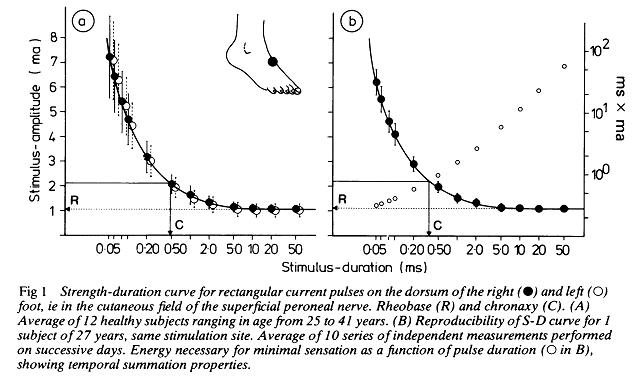 a
b
Stimulus-amplitude (ma)
8
7
6
5
4
3
2
1
R
C
0·05 0·20 0·50 2·0 50 10 20 50
R
C
0·05 0·20 0·50 2·0 50 10 20 50
10²
10¹
10⁰
ms × ma
Stimulus-duration (ms)
Fig 1 Strength-duration curve for rectangular current pulses on the dorsum of the right (●) and left (○)
foot, ie in the cutaneous field of the superficial peroneal nerve. Rheobase (R) and chronaxy (C). (A)
Average of 12 healthy subjects ranging in age from 25 to 41 years. (B) Reproducibility of S-D curve for 1
subject of 27 years, same stimulation site. Average of 10 series of independent measurements performed
on successive days. Energy necessary for minimal sensation as a function of pulse duration (○ in B),
showing temporal summation properties.